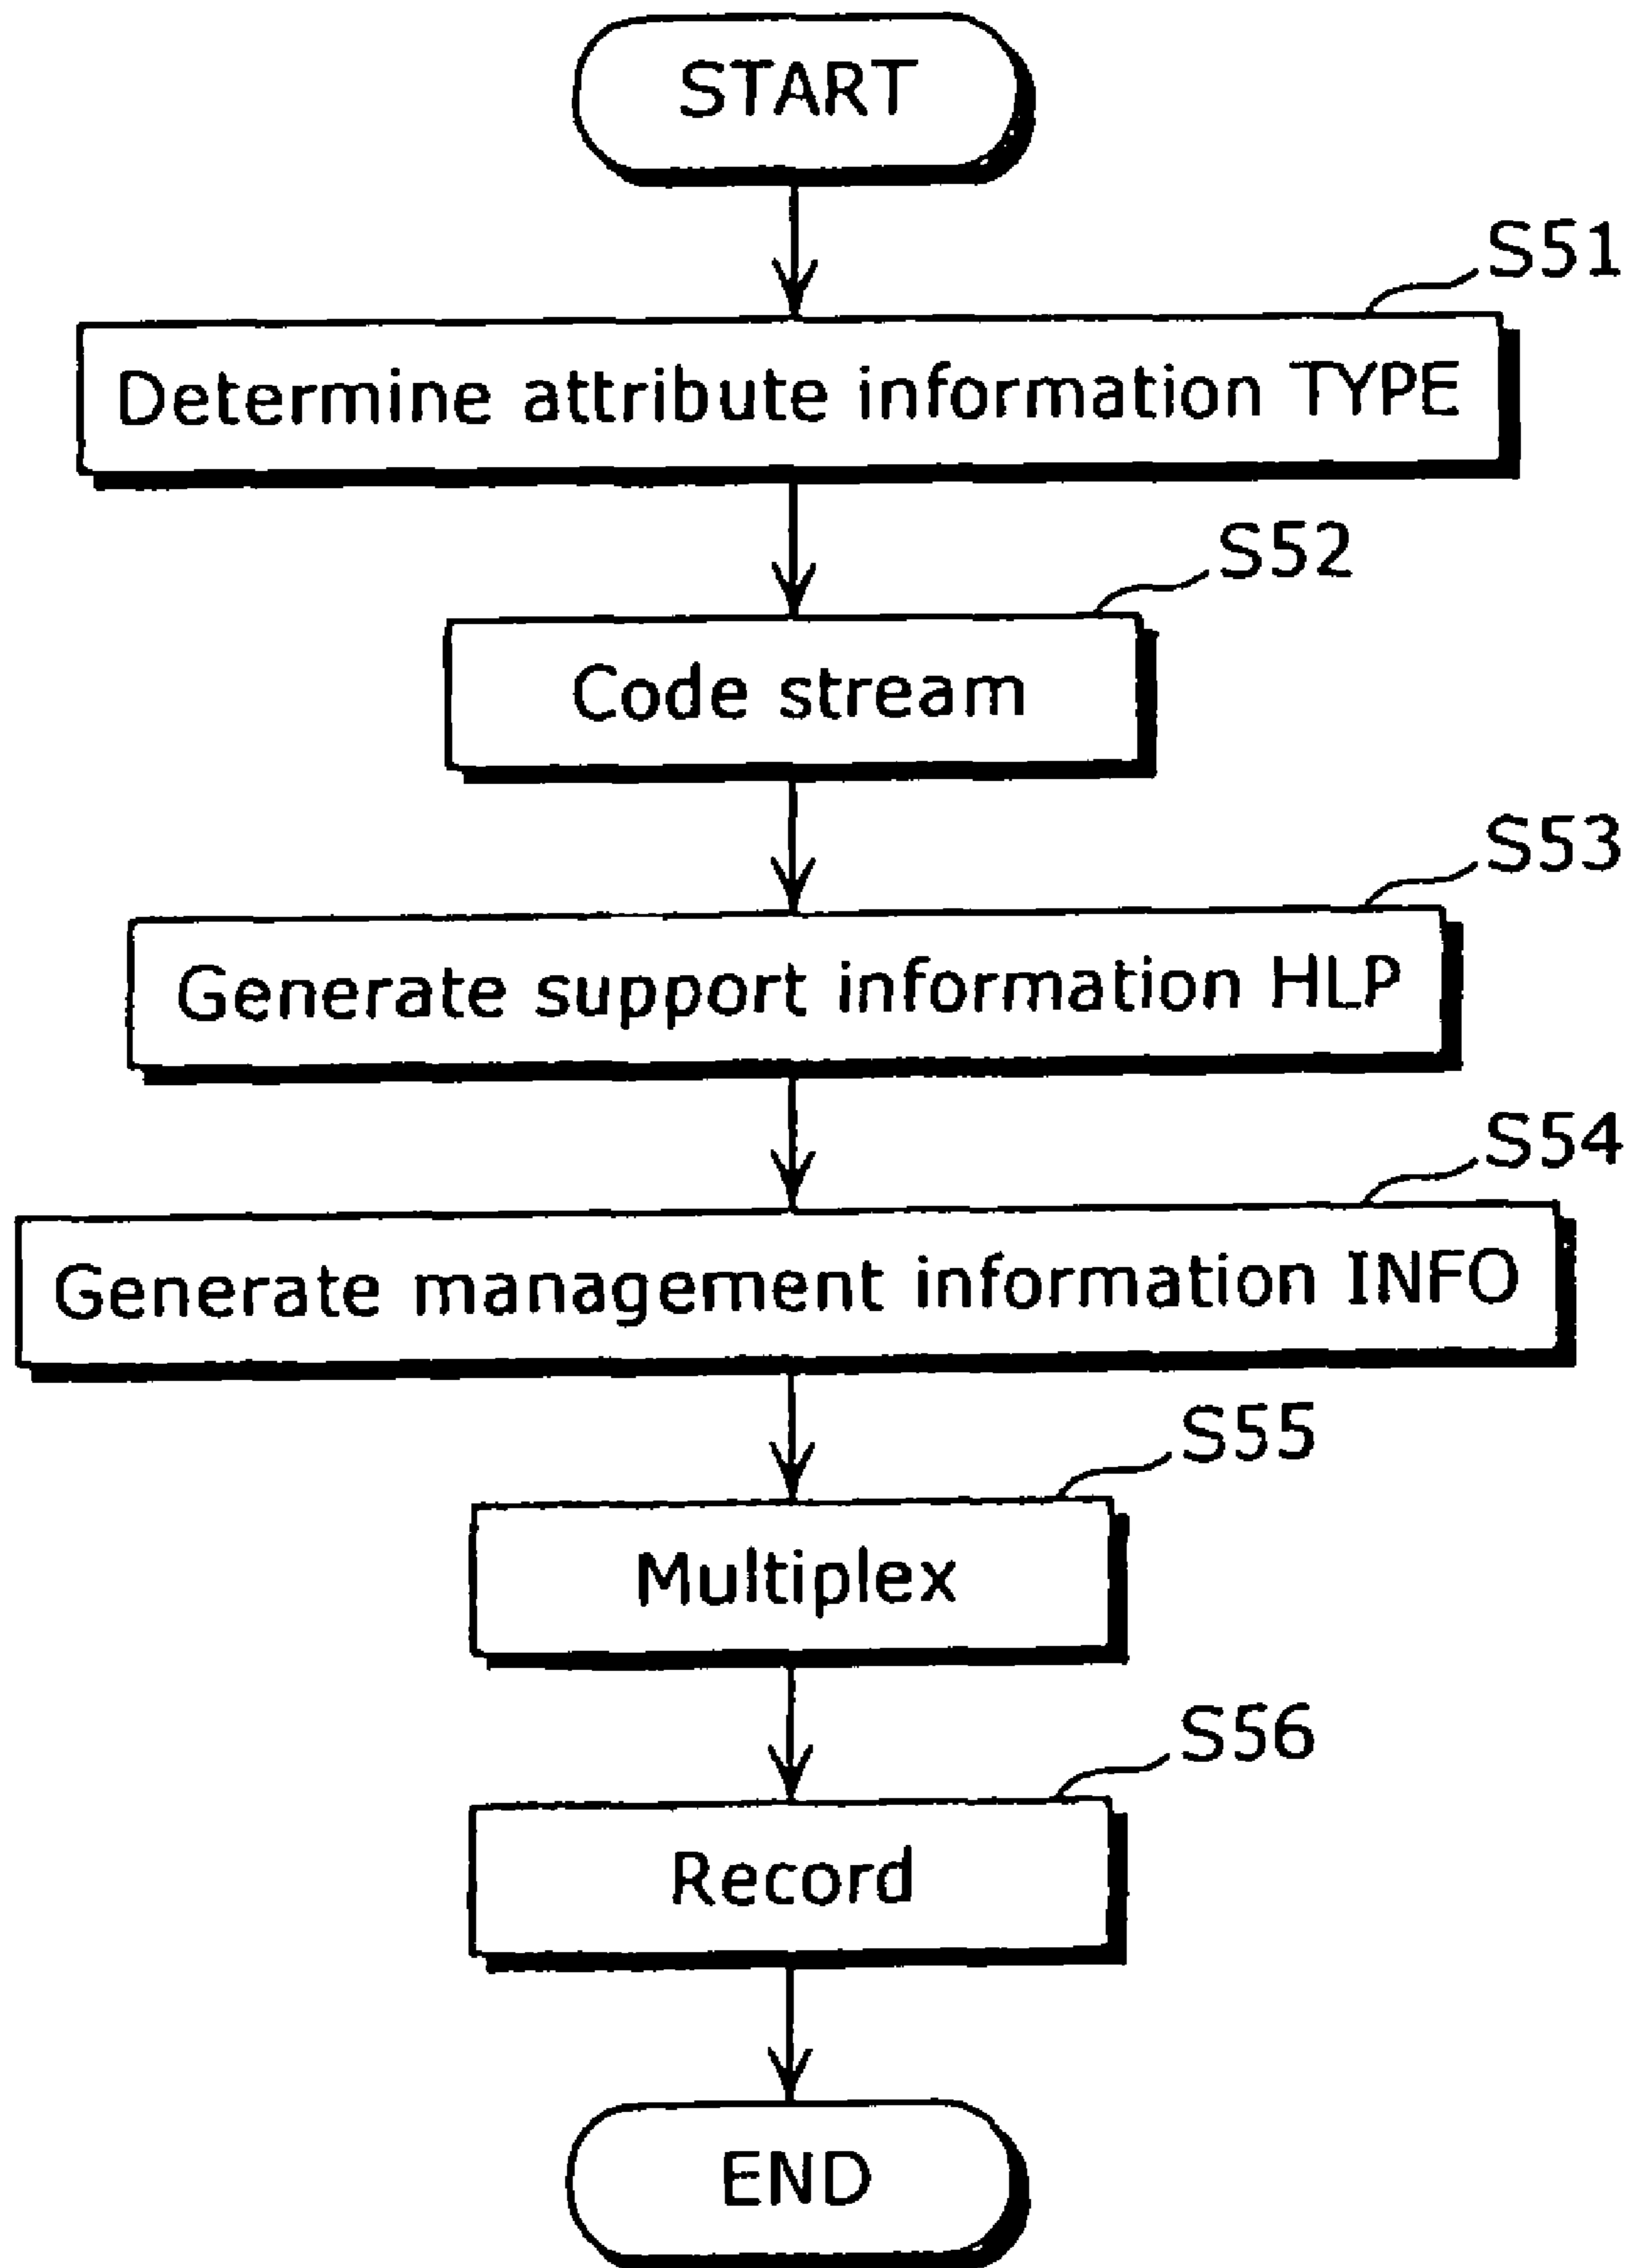 START
S51
Determine attribute information TYPE
S52
Code stream
S53
Generate support information HLP
S54
Generate management information INFO
S55
Multiplex
S56
Record
END